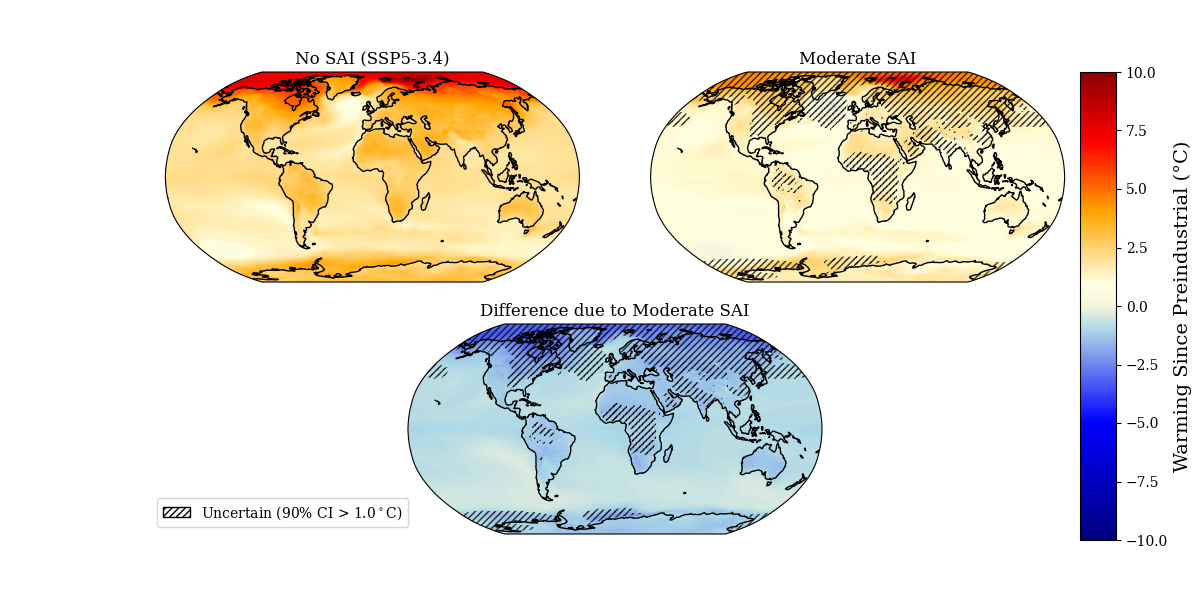 No SAI (SSP5-3.4)
Moderate SAI
Difference due to Moderate SAI
Uncertain (90% CI > 1.0°C)
10.0
7.5
5.0
2.5
0.0
−2.5
−5.0
−7.5
−10.0
Warming Since Preindustrial (°C)